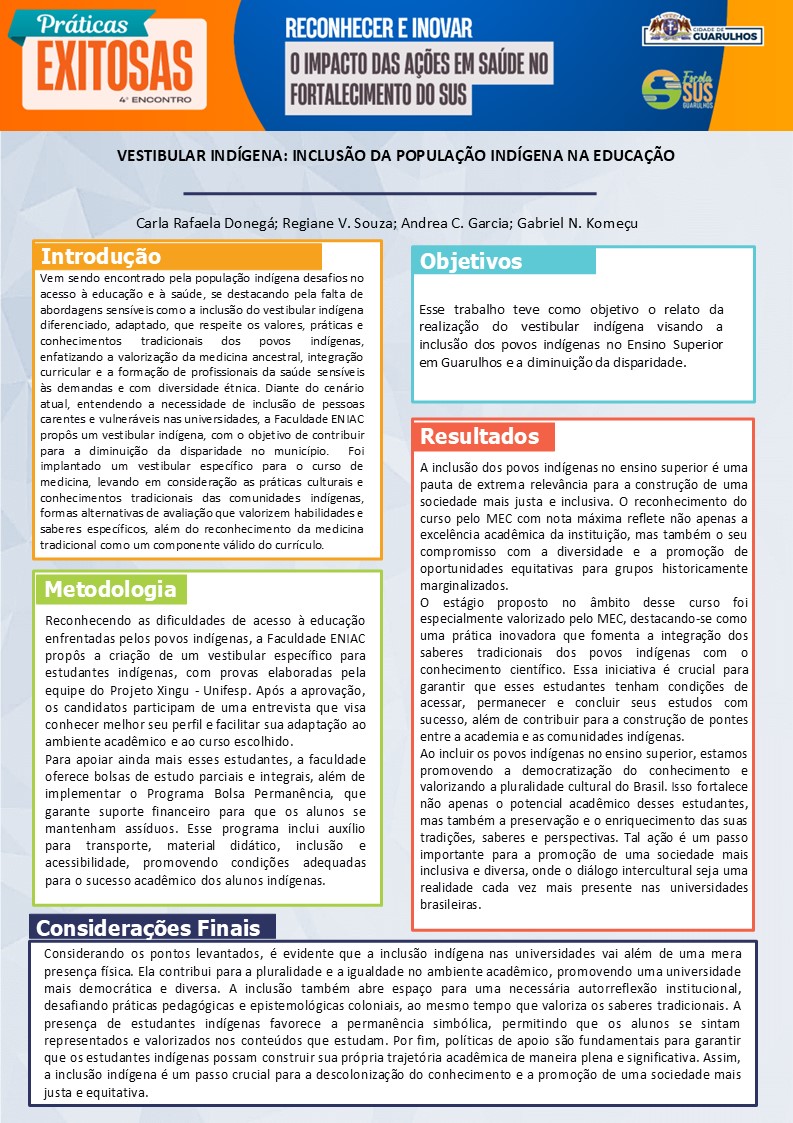 Práticas
EXITOSAS
4º ENCONTRO
RECONHECER E INOVAR
O IMPACTO DAS AÇÕES EM SAÚDE NO
FORTALECIMENTO DO SUS
CIDADE DE
GUARULHOS
Escola
SUS
GUARULHOS
VESTIBULAR INDÍGENA: INCLUSÃO DA POPULAÇÃO INDÍGENA NA EDUCAÇÃO
Carla Rafaela Donegá; Regiane V. Souza; Andrea C. Garcia; Gabriel N. Komeçu
Introdução
Vem sendo encontrado pela população indígena desafios no
acesso à educação e à saúde, se destacando pela falta de
abordagens sensíveis como a inclusão do vestibular indígena
diferenciado, adaptado, que respeite os valores, práticas e
conhecimentos tradicionais dos povos indígenas,
enfatizando a valorização da medicina ancestral, integração
curricular e a formação de profissionais da saúde sensíveis
às demandas e com diversidade étnica. Diante do cenário
atual, entendendo a necessidade de inclusão de pessoas
carentes e vulneráveis nas universidades, a Faculdade ENIAC
propôs um vestibular indígena, com o objetivo de contribuir
para a diminuição da disparidade no município. Foi
implantado um vestibular específico para o curso de
medicina, levando em consideração as práticas culturais e
conhecimentos tradicionais das comunidades indígenas,
formas alternativas de avaliação que valorizem habilidades e
saberes específicos, além do reconhecimento da medicina
tradicional como um componente válido do currículo.
Metodologia
Reconhecendo as dificuldades de acesso à educação
enfrentadas pelos povos indígenas, a Faculdade ENIAC
propôs a criação de um vestibular específico para
estudantes indígenas, com provas elaboradas pela
equipe do Projeto Xingu - Unifesp. Após a aprovação,
os candidatos participam de uma entrevista que visa
conhecer melhor seu perfil e facilitar sua adaptação ao
ambiente acadêmico e ao curso escolhido.
Para apoiar ainda mais esses estudantes, a faculdade
oferece bolsas de estudo parciais e integrais, além de
implementar o Programa Bolsa Permanência, que
garante suporte financeiro para que os alunos se
mantenham assíduos. Esse programa inclui auxílio
para transporte, material didático, inclusão e
acessibilidade, promovendo condições adequadas
para o sucesso acadêmico dos alunos indígenas.
Objetivos
Esse trabalho teve como objetivo o relato da
realização do vestibular indígena visando a
inclusão dos povos indígenas no Ensino Superior
em Guarulhos e a diminuição da disparidade.
Resultados
A inclusão dos povos indígenas no ensino superior é uma
pauta de extrema relevância para a construção de uma
sociedade mais justa e inclusiva. O reconhecimento do
curso pelo MEC com nota máxima reflete não apenas a
excelência acadêmica da instituição, mas também o seu
compromisso com a diversidade e a promoção de
oportunidades equitativas para grupos historicamente
marginalizados.
O estágio proposto no âmbito desse curso foi
especialmente valorizado pelo MEC, destacando-se como
uma prática inovadora que fomenta a integração dos
saberes tradicionais dos povos indígenas com o
conhecimento científico. Essa iniciativa é crucial para
garantir que esses estudantes tenham condições de
acessar, permanecer e concluir seus estudos com
sucesso, além de contribuir para a construção de pontes
entre a academia e as comunidades indígenas.
Ao incluir os povos indígenas no ensino superior, estamos
promovendo a democratização do conhecimento e
valorizando a pluralidade cultural do Brasil. Isso fortalece
não apenas o potencial acadêmico desses estudantes,
mas também a preservação e o enriquecimento das suas
tradições, saberes e perspectivas. Tal ação é um passo
importante para a promoção de uma sociedade mais
inclusiva e diversa, onde o diálogo intercultural seja uma
realidade cada vez mais presente nas universidades
brasileiras.
Considerações Finais
Considerando os pontos levantados, é evidente que a inclusão indígena nas universidades vai além de uma mera
presença física. Ela contribui para a pluralidade e a igualdade no ambiente acadêmico, promovendo uma universidade
mais democrática e diversa. A inclusão também abre espaço para uma necessária autorreflexão institucional,
desafiando práticas pedagógicas e epistemológicas coloniais, ao mesmo tempo que valoriza os saberes tradicionais. A
presença de estudantes indígenas favorece a permanência simbólica, permitindo que os alunos se sintam
representados e valorizados nos conteúdos que estudam. Por fim, políticas de apoio são fundamentais para garantir
que os estudantes indígenas possam construir sua própria trajetória acadêmica de maneira plena e significativa. Assim,
a inclusão indígena é um passo crucial para a descolonização do conhecimento e a promoção de uma sociedade mais
justa e equitativa.